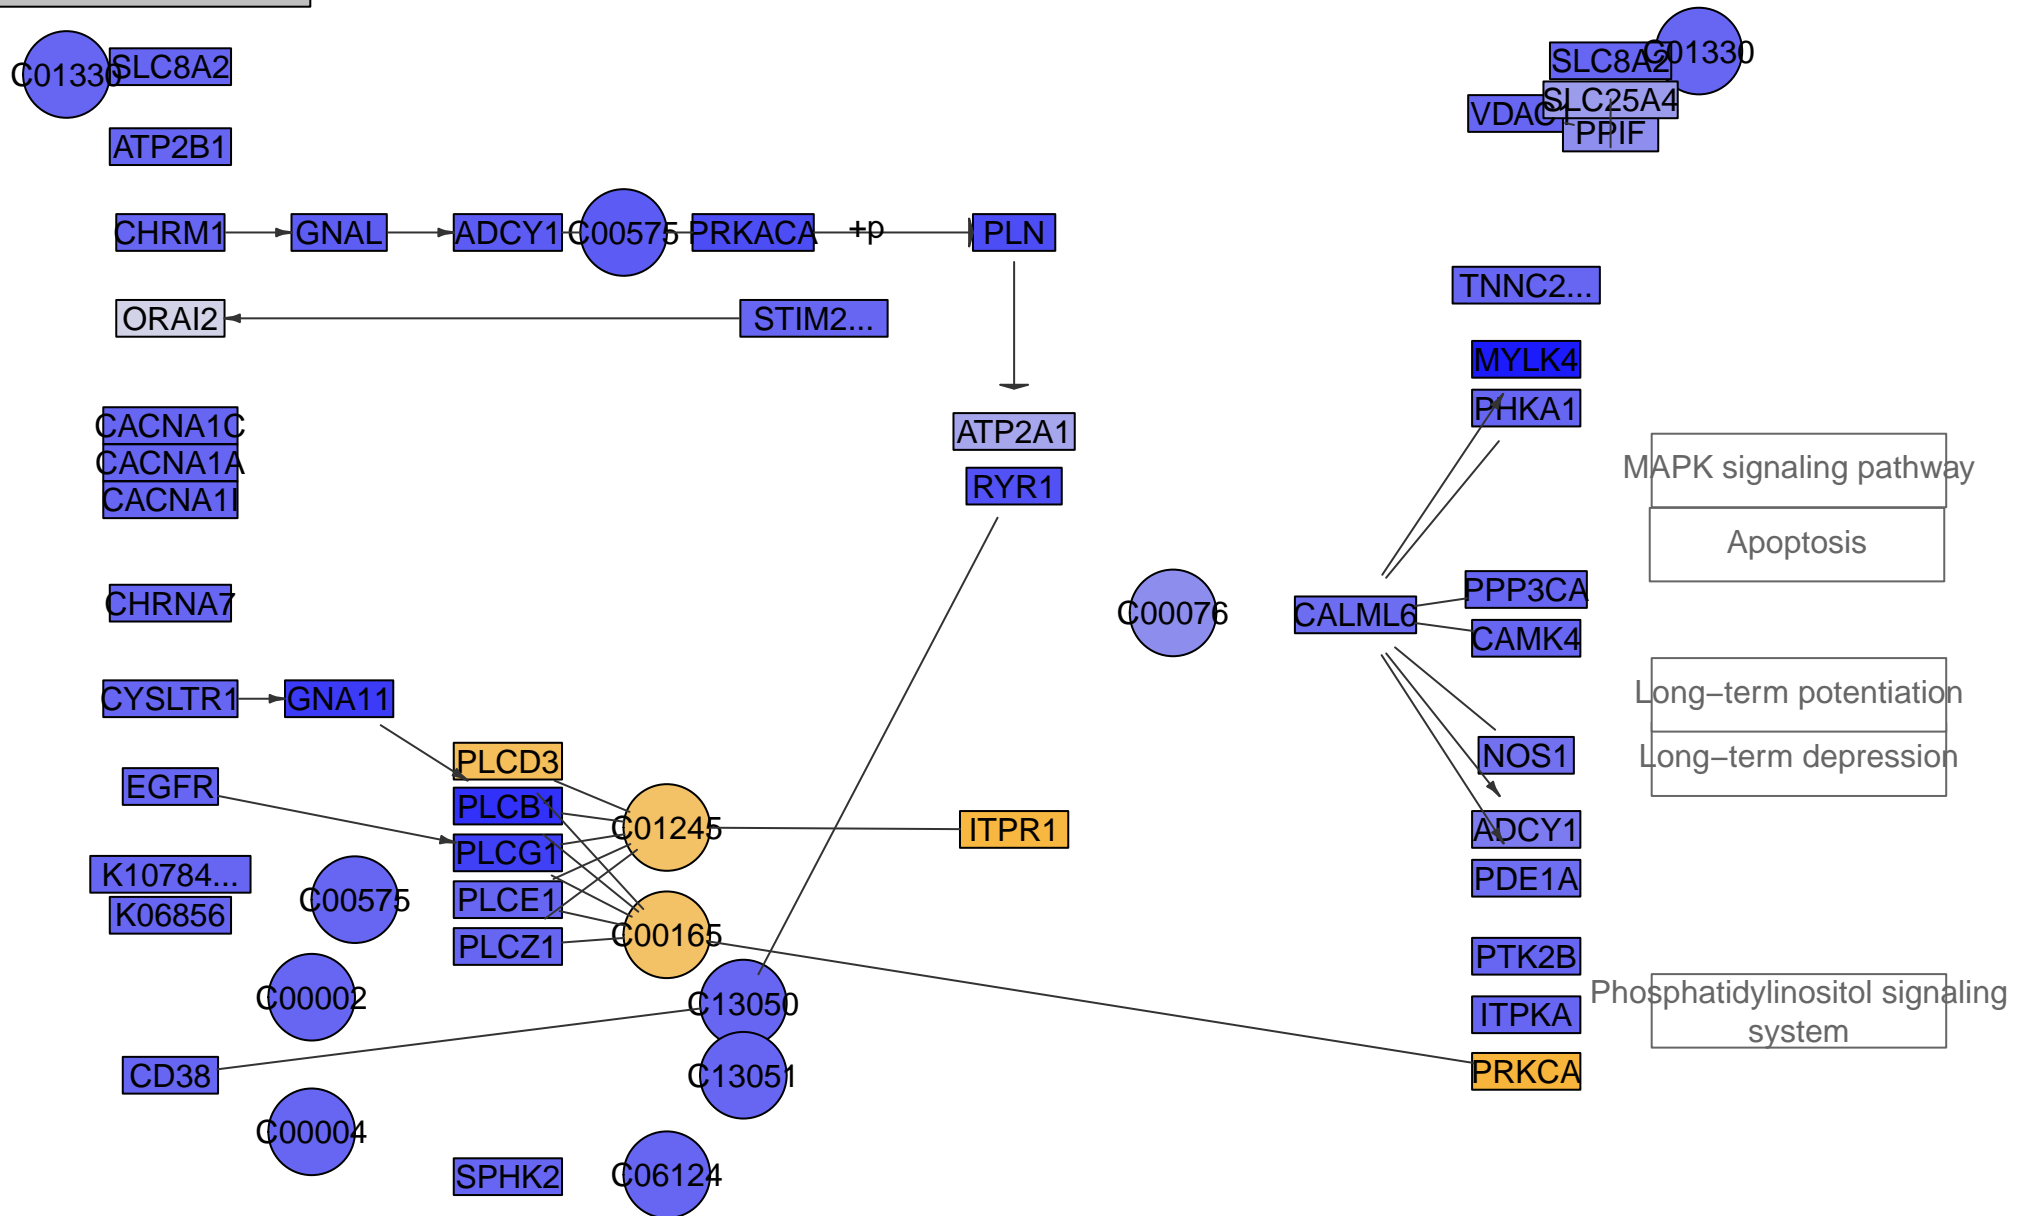 C01330
SLC8A2
SLC8A2
C01330
SLC25A4
VDAC1
PPIF
ATP2B1
CHRM1
GNAL
ADCY1
C00575
PRKACA
+p
PLN
TNNC2...
ORAI2
STIM2...
MYLK4
PHKA1
CACNA1C
CACNA1A
CACNA1I
ATP2A1
RYR1
MAPK signaling pathway
Apoptosis
CHRNA7
C00076
CALML6
PPP3CA
CAMK4
CYSLTR1
GNA11
Long−term potentiation
Long−term depression
NOS1
PLCD3
EGFR
PLCB1
C01245
ITPR1
ADCY1
PLCG1
K10784...
PDE1A
PLCE1
C00575
K06856
C00165
PLCZ1
PTK2B
C00002
C13050
ITPKA
Phosphatidylinositol signaling
system
CD38
C13051
PRKCA
C00004
SPHK2
C06124